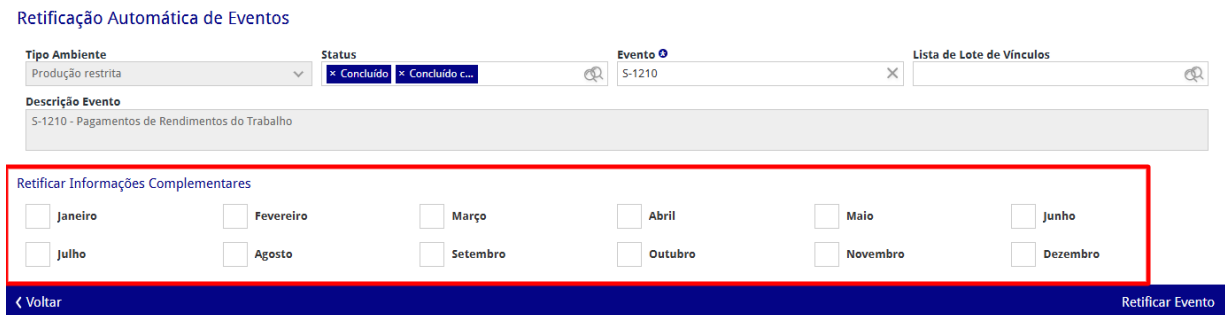 Retificação Automática de Eventos
Tipo Ambiente Status Evento Lista de Lote de Vínculos
Produção restrita × Concluído × Concluído c... S-1210
Descrição Evento
S-1210 - Pagamentos de Rendimentos do Trabalho
Retificar Informações Complementares
Janeiro Fevereiro Março Abril Maio Junho
Julho Agosto Setembro Outubro Novembro Dezembro
Voltar Retificar Evento